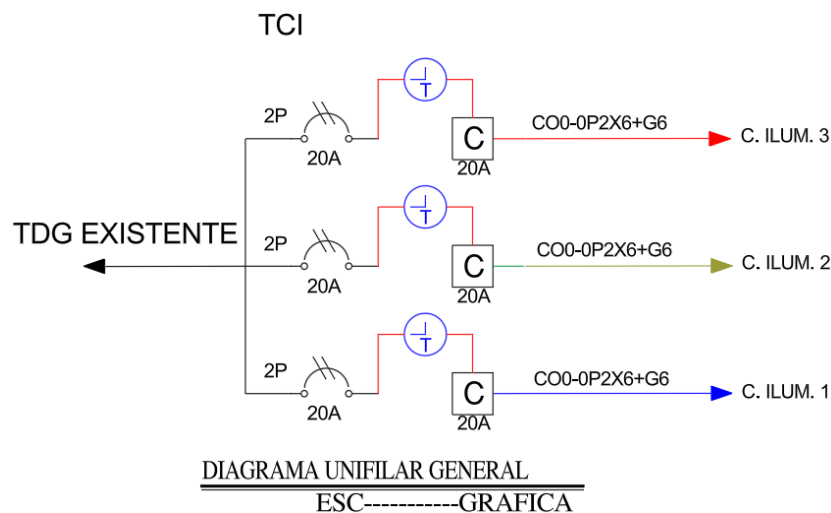 TCI
T
2P
C
CO0-0P2X6+G6
C. ILUM. 3
20A
20A
T
TDG EXISTENTE
2P
C
CO0-0P2X6+G6
C. ILUM. 2
20A
20A
T
2P
C
CO0-0P2X6+G6
C. ILUM. 1
20A
20A
DIAGRAMA UNIFILAR GENERAL
ESC-----------GRAFICA